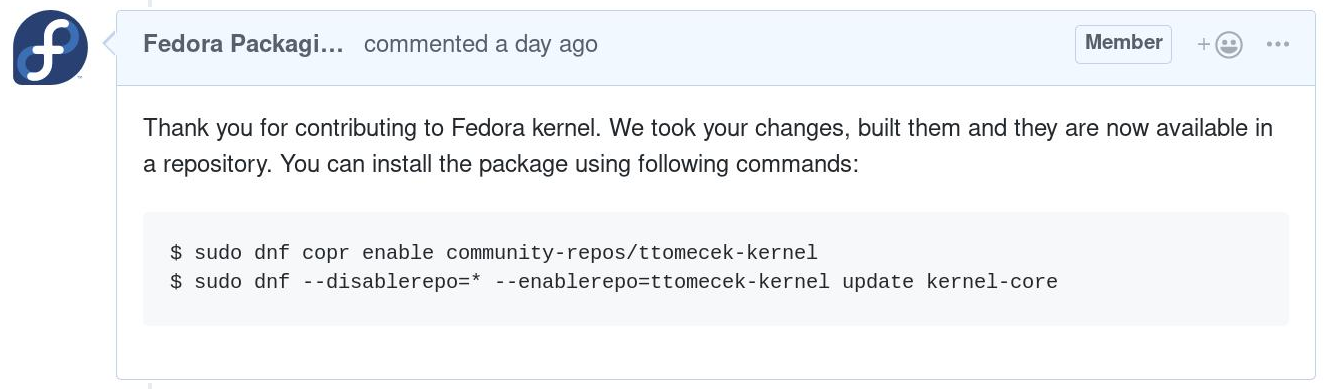 Fedora Packagi... commented a day ago Member
Thank you for contributing to Fedora kernel. We took your changes, built them and they are now available in
a repository. You can install the package using following commands:
$ sudo dnf copr enable community-repos/ttomecek-kernel
$ sudo dnf --disablerepo=* --enablerepo=ttomecek-kernel update kernel-core